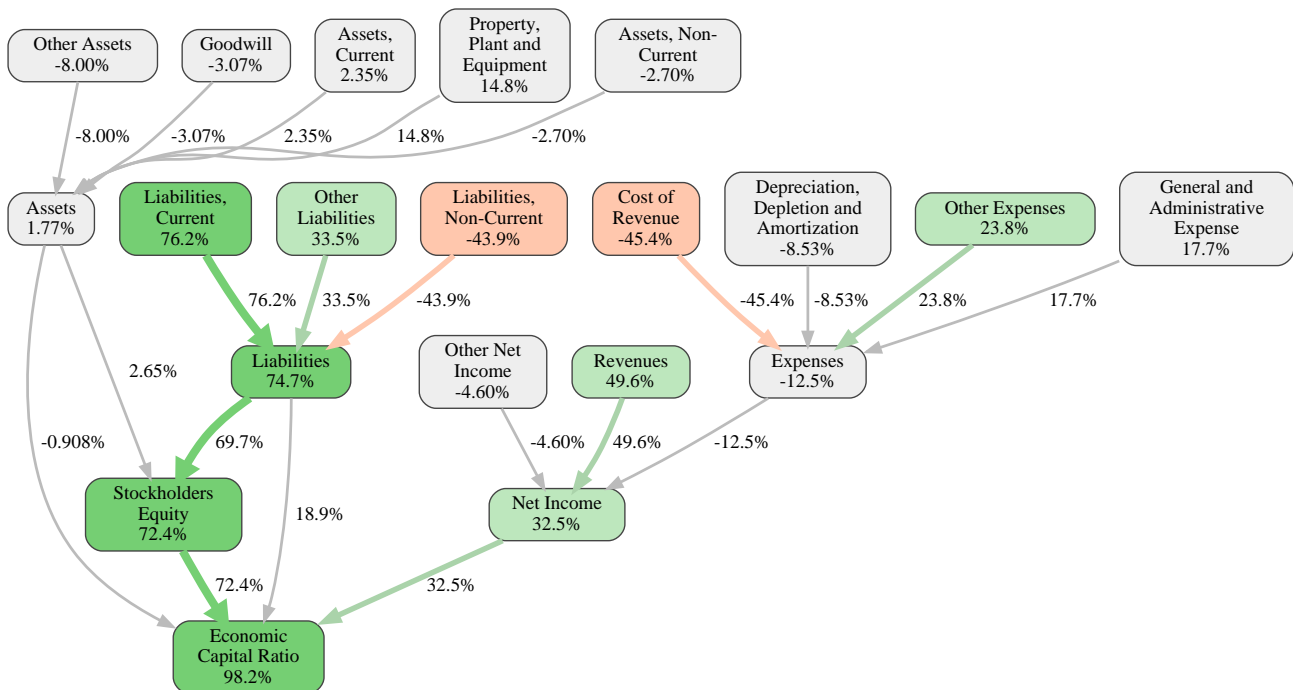 Other Assets
-8.00%
Goodwill
-3.07%
Assets,
Current
2.35%
Property,
Plant and
Equipment
14.8%
Assets, Non-
Current
-2.70%
-8.00%
-3.07%
2.35%
14.8%
-2.70%
Assets
1.77%
Liabilities,
Current
76.2%
Other
Liabilities
33.5%
Liabilities,
Non-Current
-43.9%
Cost of
Revenue
-45.4%
Depreciation,
Depletion and
Amortization
-8.53%
Other Expenses
23.8%
General and
Administrative
Expense
17.7%
76.2%
33.5%
-43.9%
-45.4%
-8.53%
23.8%
17.7%
2.65%
Liabilities
74.7%
Other Net
Income
-4.60%
Revenues
49.6%
Expenses
-12.5%
-0.908%
69.7%
-4.60%
49.6%
-12.5%
Stockholders
Equity
72.4%
18.9%
Net Income
32.5%
72.4%
32.5%
Economic
Capital Ratio
98.2%